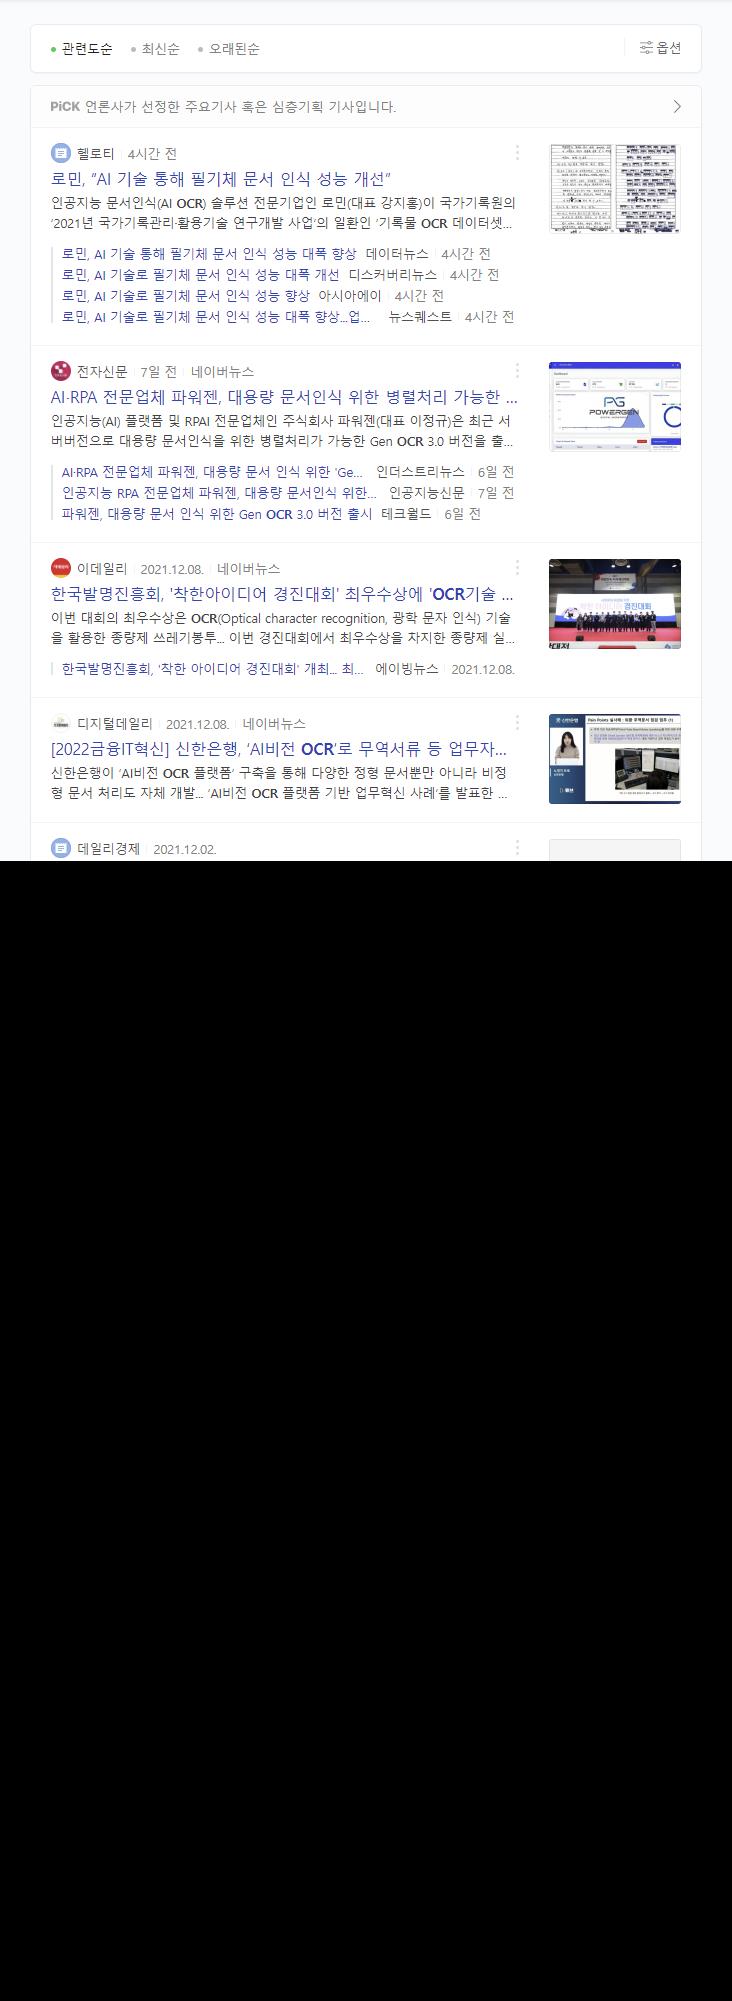 관련도순 최신순 오래된순 옵션
PiCK 언론사가 선정한 주요기사 혹은 심층기획 기사입니다.
헬로티 4시간 전
로민, “AI 기술 통해 필기체 문서 인식 성능 개선”
인공지능 문서인식(AI OCR) 솔루션 전문기업인 로민(대표 강지홍)이 국가기록원의
‘2021년 국가기록관리·활용기술 연구개발 사업’의 일환인 ‘기록물 OCR 데이터셋...
로민, AI 기술 통해 필기체 문서 인식 성능 대폭 향상 데이터뉴스 4시간 전
로민, AI 기술로 필기체 문서 인식 성능 대폭 개선 디스커버리뉴스 4시간 전
로민, AI 기술로 필기체 문서 인식 성능 향상 아시아에이 4시간 전
로민, AI 기술로 필기체 문서 인식 성능 대폭 향상...업... 뉴스퀘스트 4시간 전
전자신문 7일 전 네이버뉴스
AI·RPA 전문업체 파워젠, 대용량 문서인식 위한 병렬처리 가능한 ...
인공지능(AI) 플랫폼 및 RPAI 전문업체인 주식회사 파워젠(대표 이정규)은 최근 서
버버전으로 대용량 문서인식을 위한 병렬처리가 가능한 Gen OCR 3.0 버전을 출...
POWERGEN
AI·RPA 전문업체 파워젠, 대용량 문서 인식 위한 'Ge... 인더스트리뉴스 6일 전
인공지능 RPA 전문업체 파워젠, 대용량 문서인식 위한... 인공지능신문 7일 전
파워젠, 대용량 문서 인식 위한 Gen OCR 3.0 버전 출시 테크월드 6일 전
이데일리 2021.12.08. 네이버뉴스
한국발명진흥회, '착한아이디어 경진대회' 최우수상에 'OCR기술 ...
이번 대회의 최우수상은 OCR(Optical character recognition, 광학 문자 인식) 기술
을 활용한 종량제 쓰레기봉투... 이번 경진대회에서 최우수상을 차지한 종량제 실...
한국발명진흥회, '착한 아이디어 경진대회' 개최... 최... 에이빙뉴스 2021.12.08.
디지털데일리 2021.12.08. 네이버뉴스
[2022금융IT혁신] 신한은행, ‘AI비전 OCR’로 무역서류 등 업무자...
신한은행이 ‘AI비전 OCR 플랫폼’ 구축을 통해 다양한 정형 문서뿐만 아니라 비정
형 문서 처리도 자체 개발... ‘AI비전 OCR 플랫폼 기반 업무혁신 사례’를 발표한 ...
신한은행
데일리경제 2021.12.02.